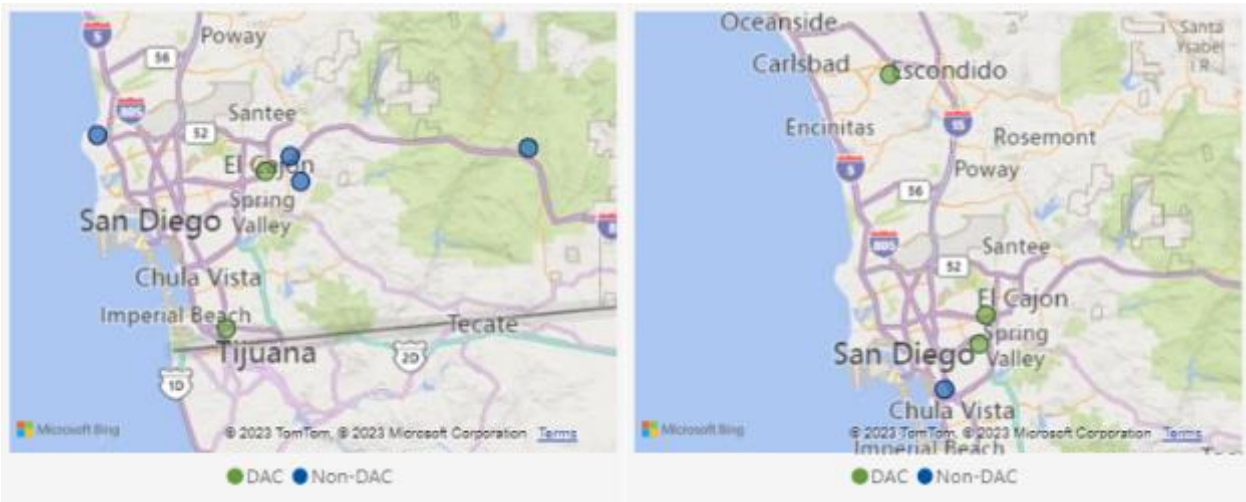 5
56
Poway
805
52
Santee
El Cajon
Spring
Valley
San Diego
Chula Vista
Imperial Beach
Tecate
Tijuana
20
1D
8
Microsoft Bing
© 2023 TomTom, © 2023 Microsoft Corporation Terms
DAC Non-DAC
Oceanside
Santa
Ysabel
I.R.
Carlsbad
Escondido
Encinitas
15
Rosemont
5
Poway
56
805
Santee
52
El Cajon
Spring
San Diego Valley
Chula Vista
Microsoft Bing
© 2023 TomTom, © 2023 Microsoft Corporation Terms
Imperial Beach
DAC Non-DAC